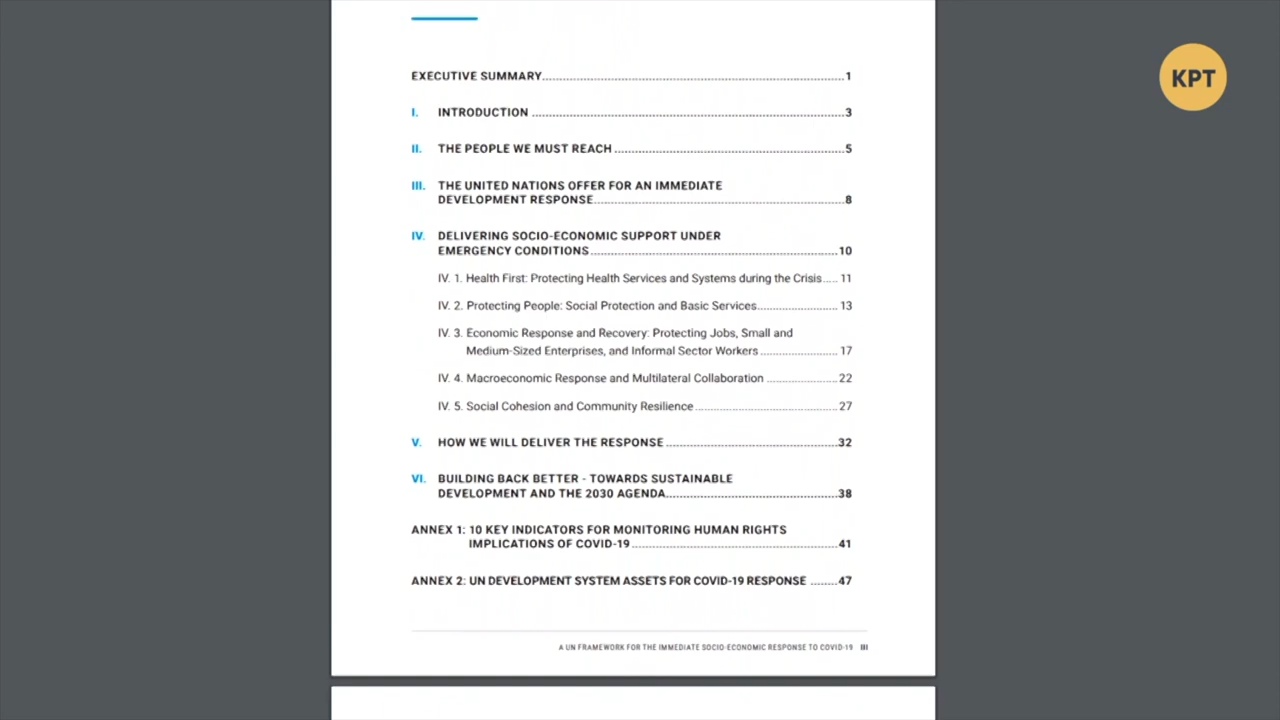 KPT
EXECUTIVE SUMMARY 1
I. INTRODUCTION 3
II. THE PEOPLE WE MUST REACH 5
III. THE UNITED NATIONS OFFER FOR AN IMMEDIATE
DEVELOPMENT RESPONSE 8
IV. DELIVERING SOCIO-ECONOMIC SUPPORT UNDER
EMERGENCY CONDITIONS 10
IV. 1. Health First: Protecting Health Services and Systems during the Crisis 11
IV. 2. Protecting People: Social Protection and Basic Services 13
IV. 3. Economic Response and Recovery: Protecting Jobs, Small and
Medium-Sized Enterprises, and Informal Sector Workers 17
IV. 4. Macroeconomic Response and Multilateral Collaboration 22
IV. 5. Social Cohesion and Community Resilience 27
V. HOW WE WILL DELIVER THE RESPONSE 32
VI. BUILDING BACK BETTER - TOWARDS SUSTAINABLE
DEVELOPMENT AND THE 2030 AGENDA 38
ANNEX 1: 10 KEY INDICATORS FOR MONITORING HUMAN RIGHTS
IMPLICATIONS OF COVID-19 41
ANNEX 2: UN DEVELOPMENT SYSTEM ASSETS FOR COVID-19 RESPONSE 47
A UN FRAMEWORK FOR THE IMMEDIATE SOCIO-ECONOMIC RESPONSE TO COVID-19 III